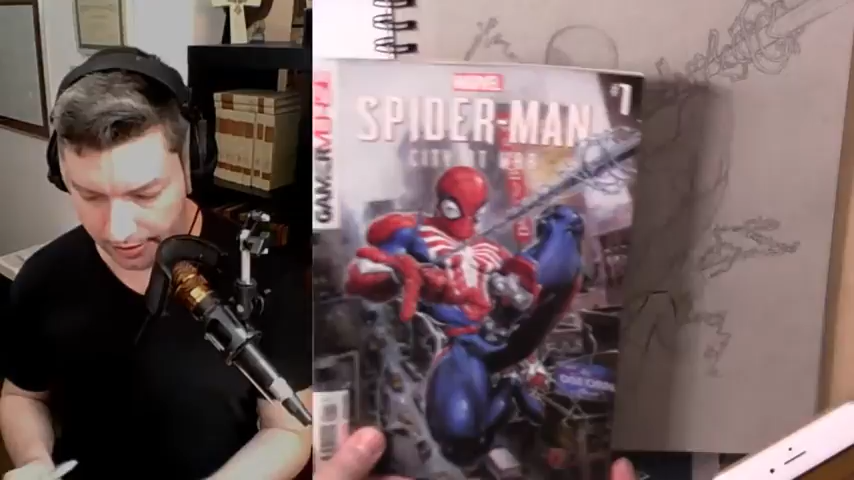 MARVEL
#1
SPIDER-MAN
CITY AT WAR
GAMERVERSE